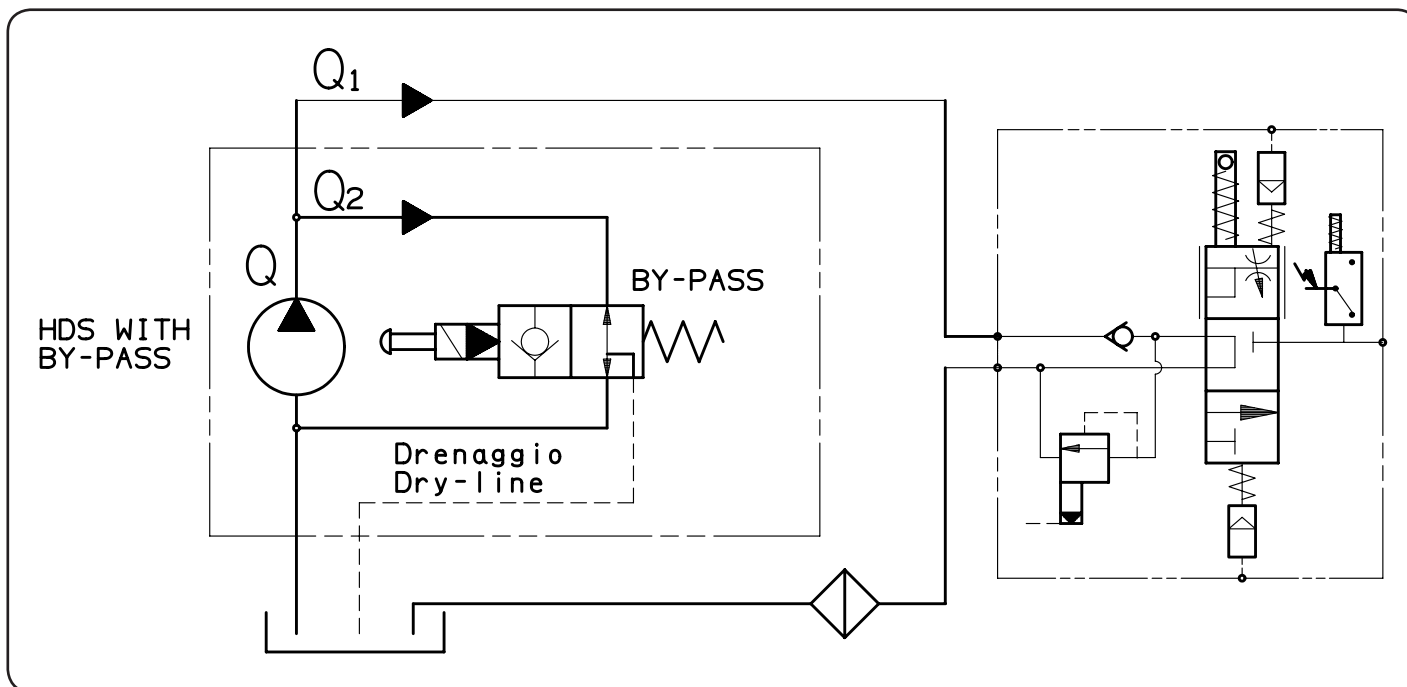 Q1
Q2
Q
BY-PASS
HDS WITH
BY-PASS
Drenaggio
Dry-line